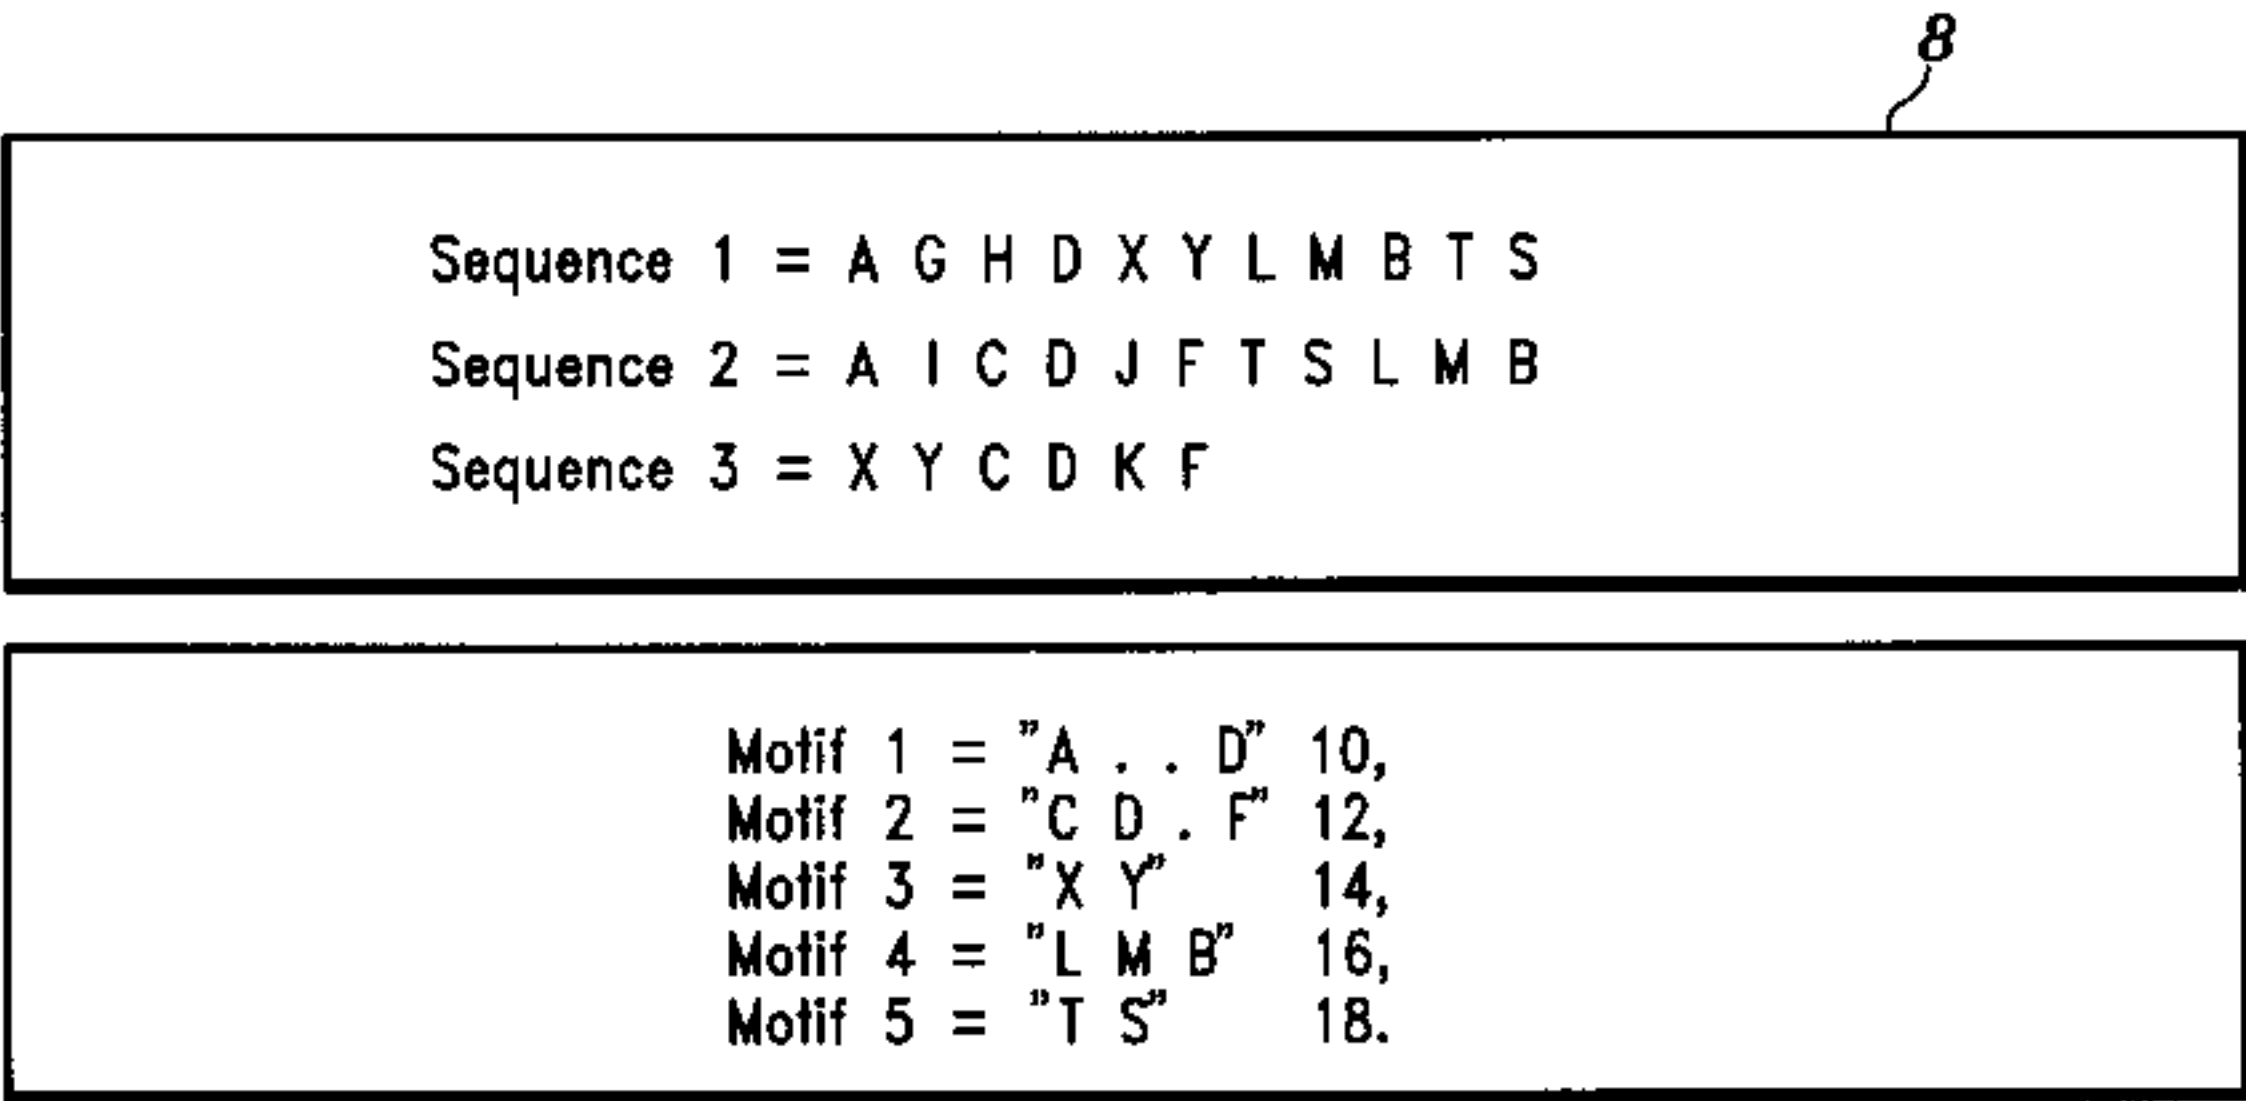 8
Sequence 1 = A G H D X Y L M B T S
Sequence 2 = A I C D J F T S L M B
Sequence 3 = X Y C D K F
Motif 1 = "A . . D" 10,
Motif 2 = "C D . F" 12,
Motif 3 = "X Y" 14,
Motif 4 = "L M B" 16,
Motif 5 = "T S" 18.